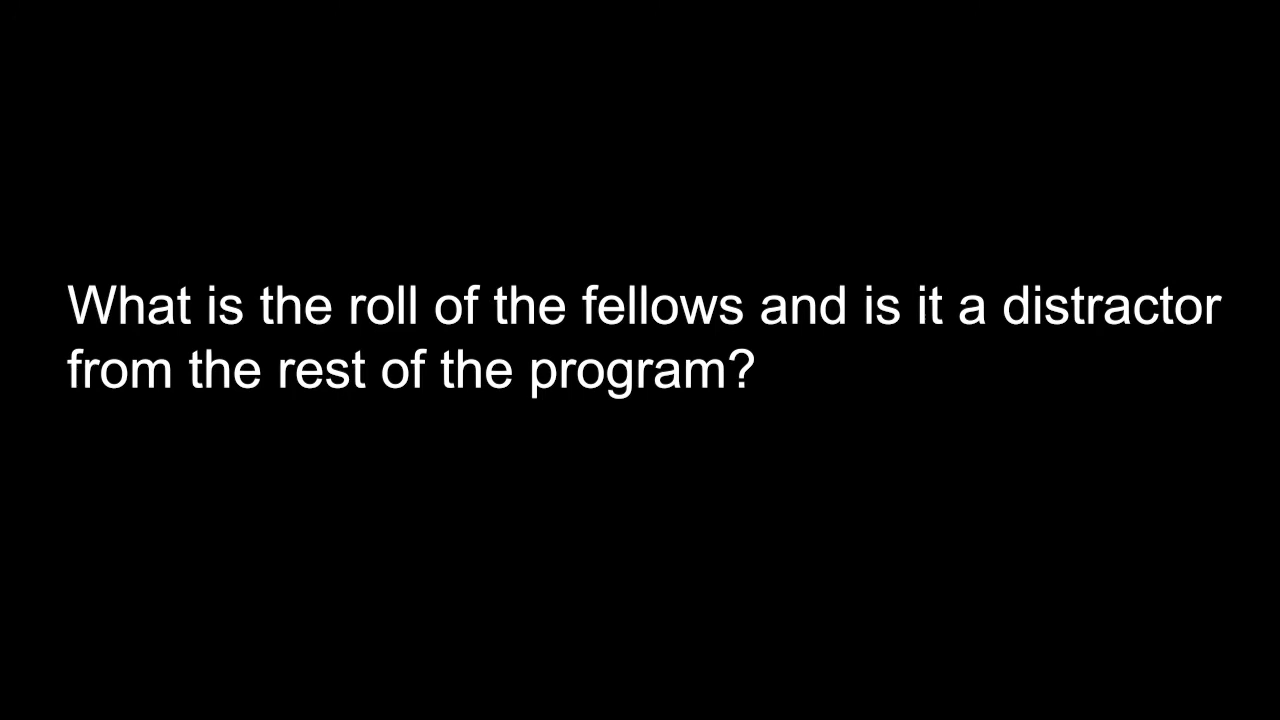 What is the roll of the fellows and is it a distractor
from the rest of the program?